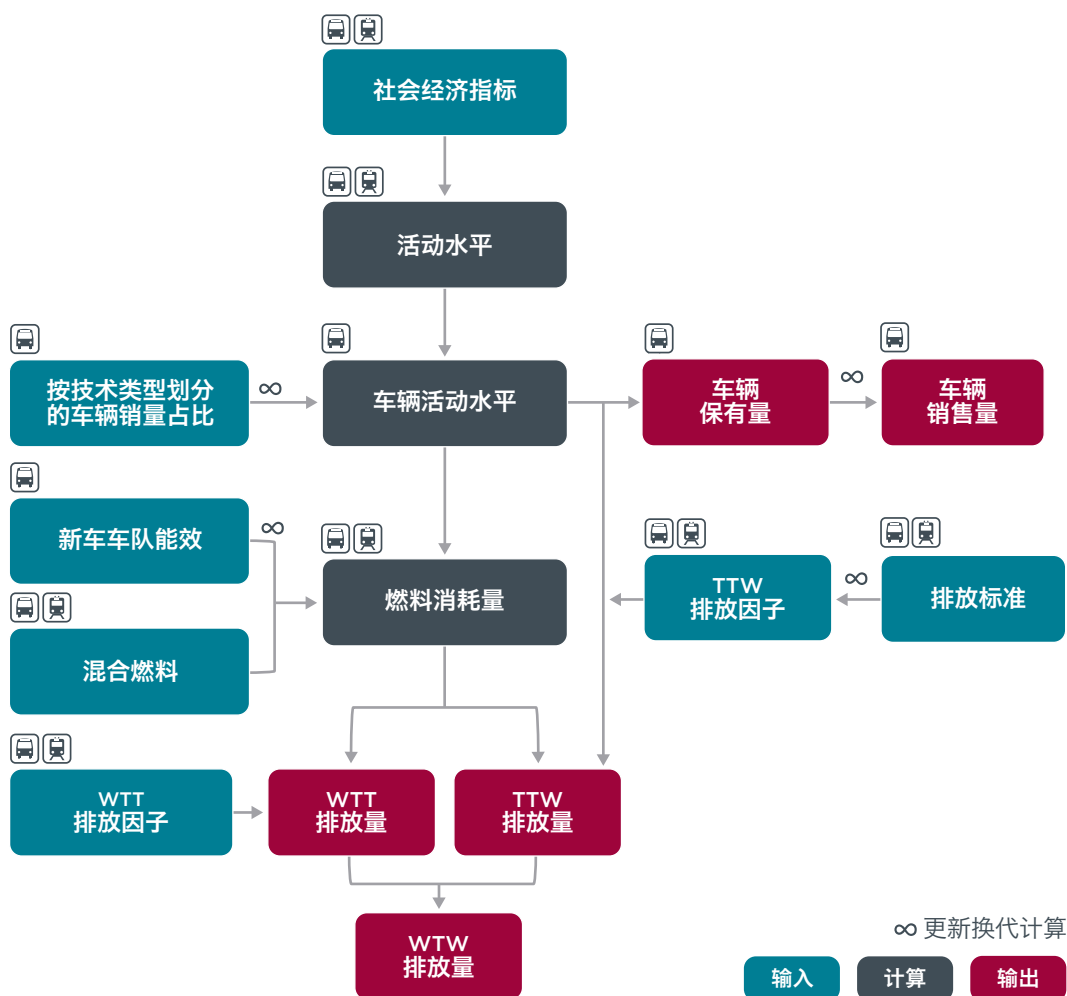 社会经济指标
活动水平
按技术类型划分
的车辆销量占比
∞
车辆活动水平
车辆
保有量
∞
车辆
销售量
新车车队能效
∞
燃料消耗量
TTW
排放因子
∞
排放标准
混合燃料
WTT
排放因子
WTT
排放量
TTW
排放量
WTW
排放量
∞ 更新换代计算
输入
计算
输出